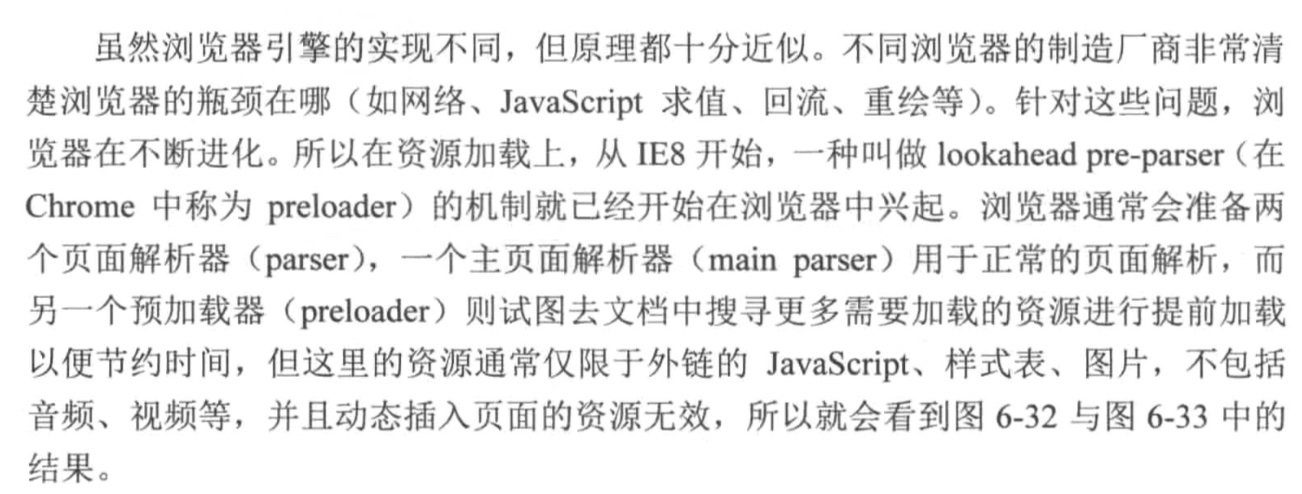 虽然浏览器引擎的实现不同，但原理都十分近似。不同浏览器的制造厂商非常清
楚浏览器的瓶颈在哪（如网络、JavaScript 求值、回流、重绘等）。针对这些问题，浏
览器在不断进化。所以在资源加载上，从 IE8 开始，一种叫做 lookahead pre-parser（在
Chrome 中称为 preloader）的机制就已经开始在浏览器中兴起。浏览器通常会准备两
个页面解析器（parser），一个主页面解析器（main parser）用于正常的页面解析，而
另一个预加载器（preloader）则试图去文档中搜寻更多需要加载的资源进行提前加载
以便节约时间，但这里的资源通常仅限于外链的 JavaScript、样式表、图片，不包括
音频、视频等，并且动态插入页面的资源无效，所以就会看到图 6-32 与图 6-33 中的
结果。